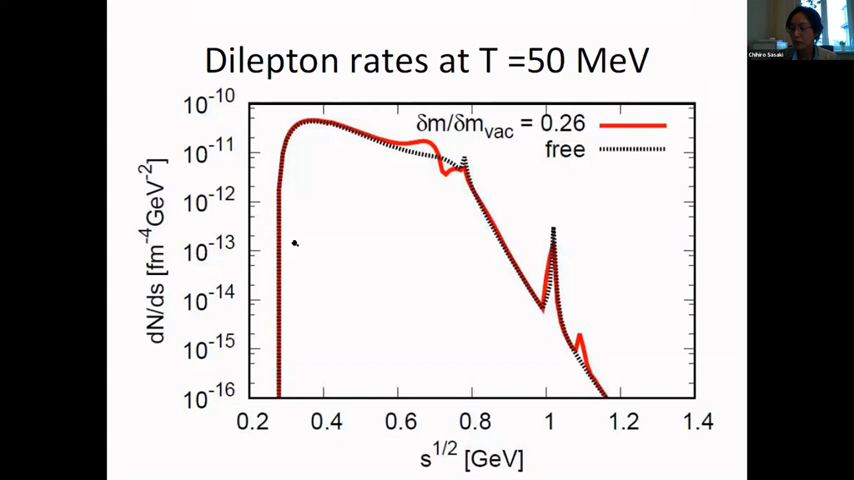 Dilepton rates at T =50 MeV
Chihiro Sasaki
δm/δm_vac = 0.26
free
dN/ds [fm⁻⁴GeV⁻²]
10⁻¹⁰
10⁻¹¹
10⁻¹²
10⁻¹³
10⁻¹⁴
10⁻¹⁵
10⁻¹⁶
0.2 0.4 0.6 0.8 1 1.2 1.4
s^1/2 [GeV]